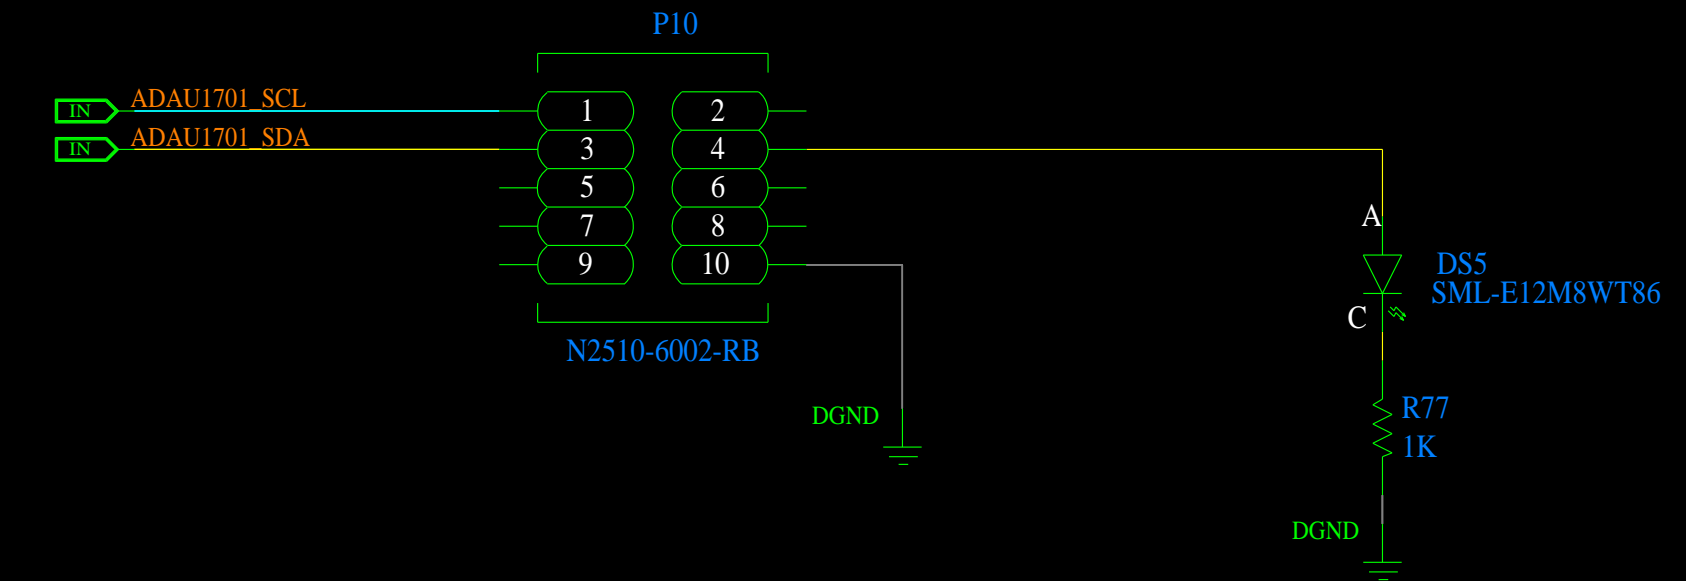 P10
IN ADAU1701_SCL
IN ADAU1701_SDA
1 2
3 4
5 6
7 8
9 10
N2510-6002-RB
DGND
A
DS5
SML-E12M8WT86
C
R77
1K
DGND